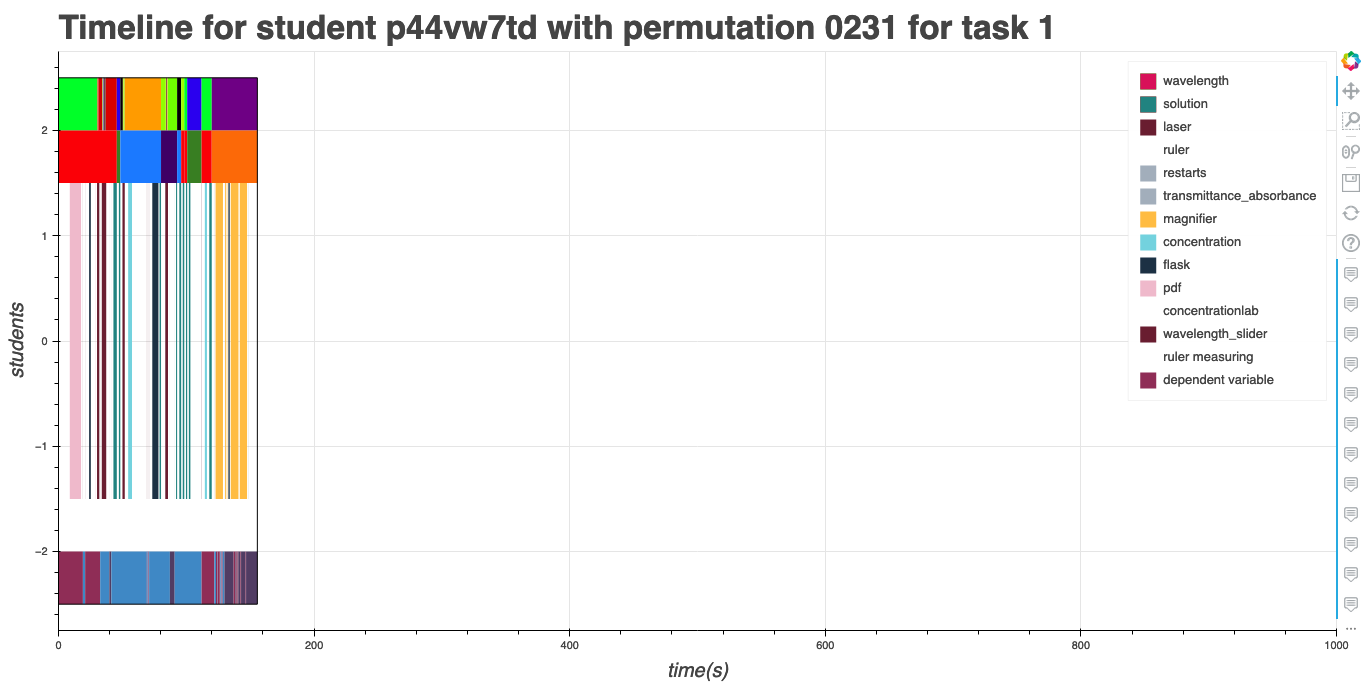 Timeline for student p44vw7td with permutation 0231 for task 1
wavelength
solution
laser
ruler
restarts
transmittance_absorbance
magnifier
concentration
flask
pdf
concentrationlab
wavelength_slider
ruler measuring
dependent variable
students
2
1
0
−1
−2
0 200 400 600 800 1000
time(s)